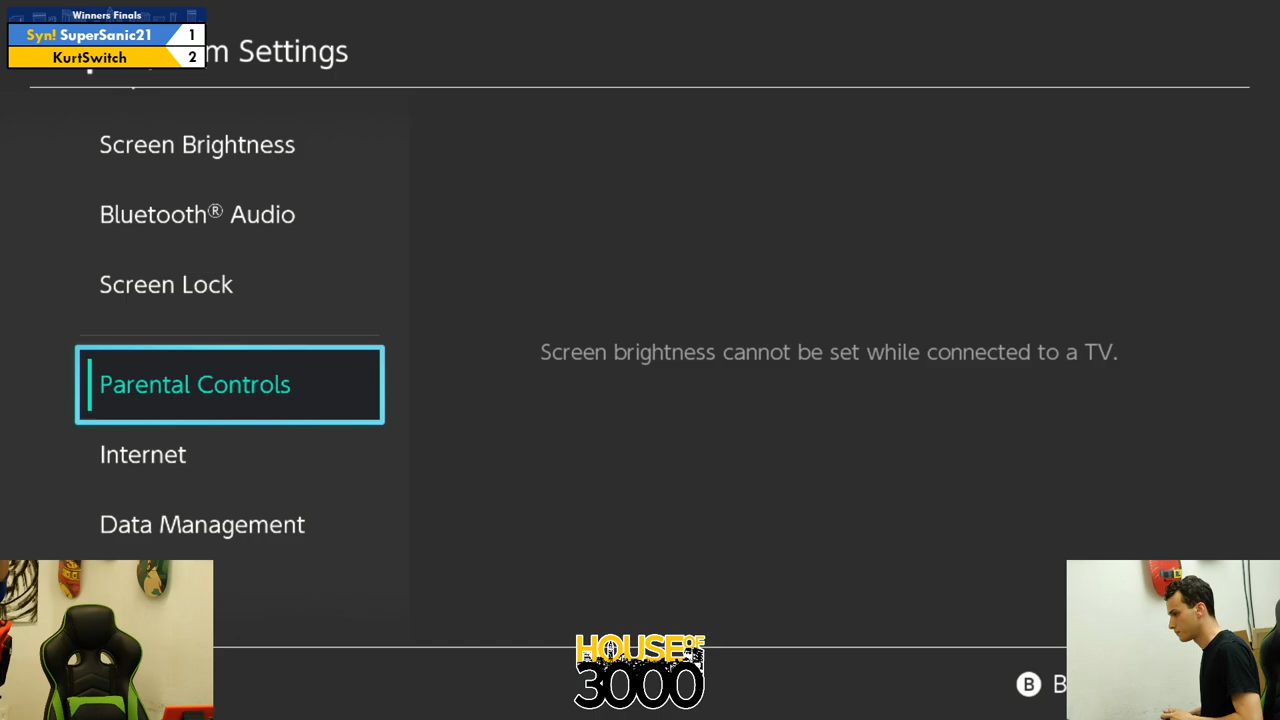 Winners Finals
Syn! SuperSanic21 1
KurtSwitch 2
m Settings
Screen Brightness
Bluetooth® Audio
Screen Lock
Screen brightness cannot be set while connected to a TV.
Parental Controls
Internet
Data Management
HOUSE OF
3000
B B